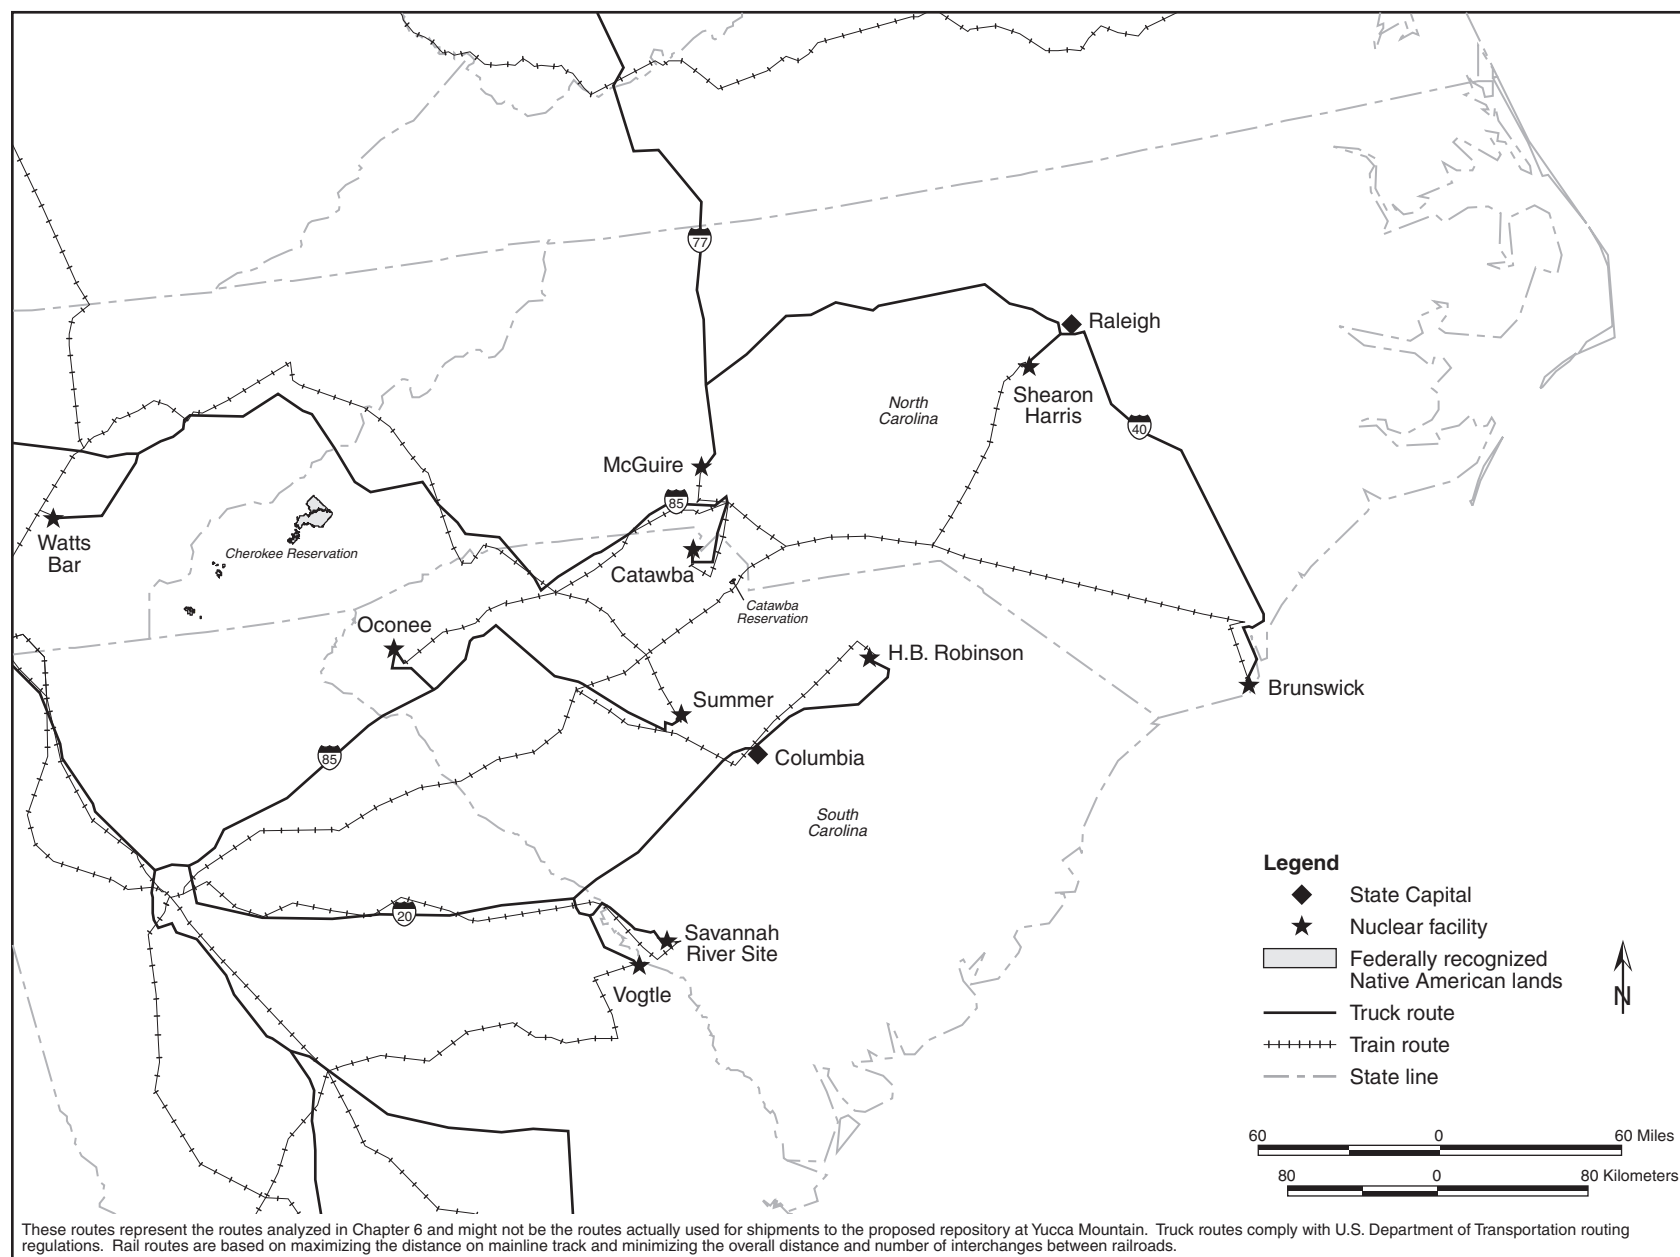 77
Raleigh
North
Carolina
Shearon
Harris
40
McGuire
85
Watts
Bar
Cherokee Reservation
Catawba
Catawba
Reservation
Oconee
H.B. Robinson
Summer
Brunswick
85
Columbia
South
Carolina
20
Savannah
River Site
Vogtle
Legend
State Capital
Nuclear facility
Federally recognized
Native American lands
Truck route
Train route
State line
N
60 0 60 Miles
80 0 80 Kilometers
These routes represent the routes analyzed in Chapter 6 and might not be the routes actually used for shipments to the proposed repository at Yucca Mountain. Truck routes comply with U.S. Department of Transportation routing
regulations. Rail routes are based on maximizing the distance on mainline track and minimizing the overall distance and number of interchanges between railroads.